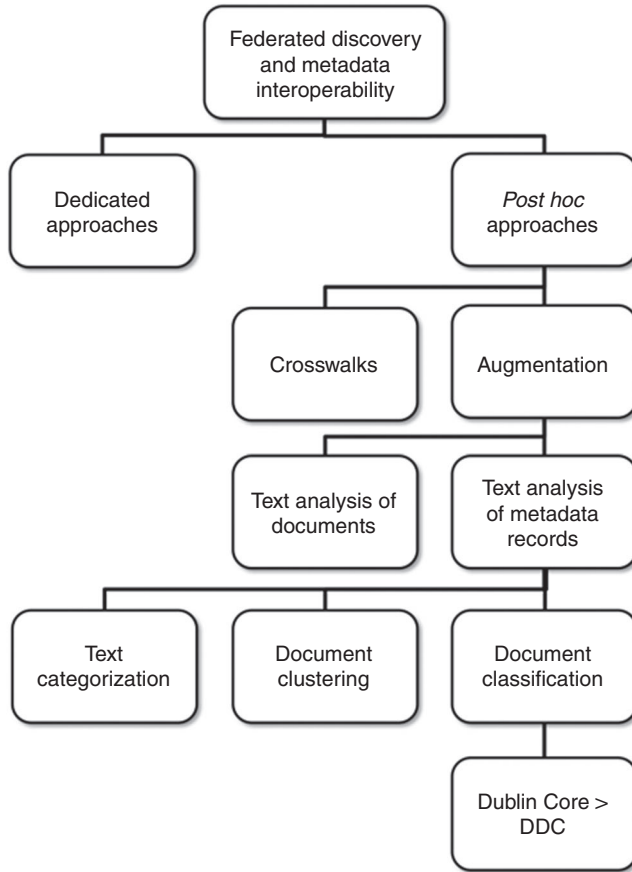 Federated discovery
and metadata
interoperability
Dedicated
approaches
Post hoc
approaches
Crosswalks
Augmentation
Text analysis of
documents
Text analysis
of metadata
records
Text
categorization
Document
clustering
Document
classification
Dublin Core >
DDC